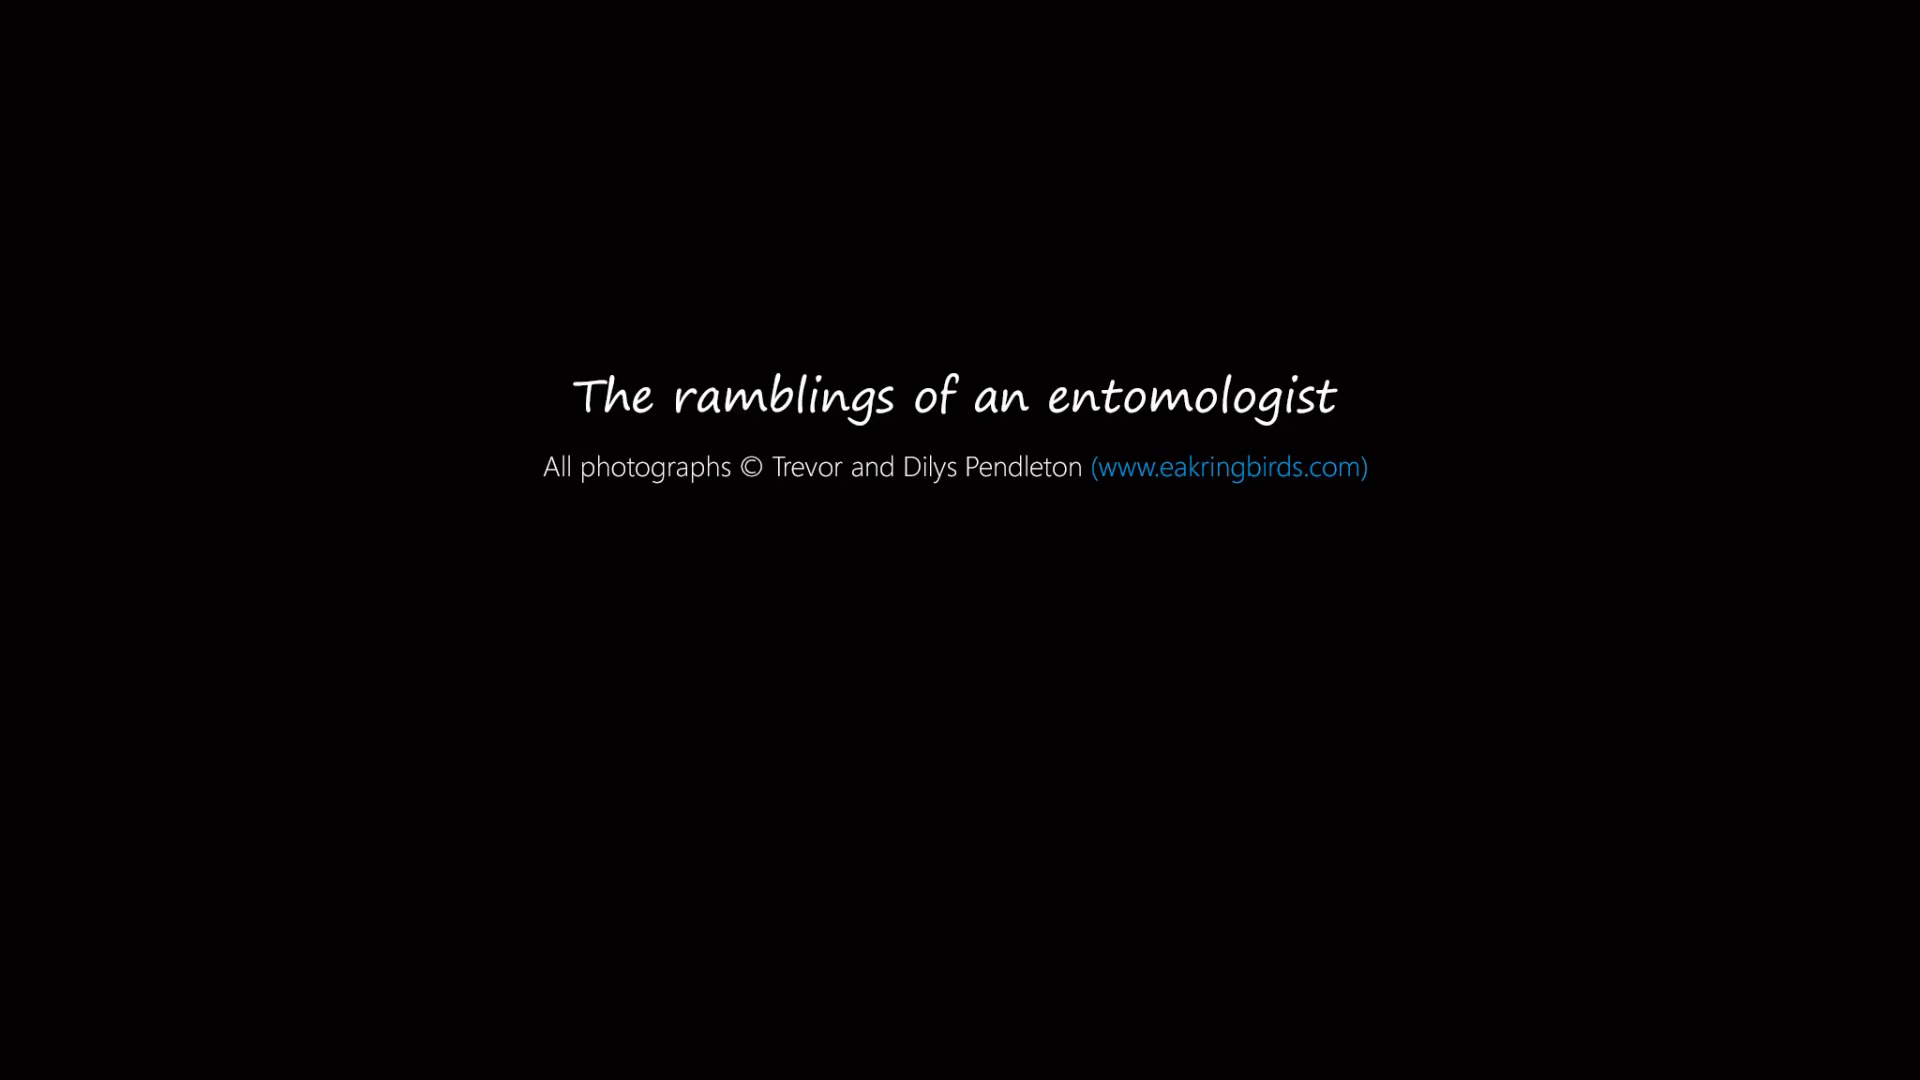 The ramblings of an entomologist
All photographs © Trevor and Dilys Pendleton (www.eakringbirds.com)